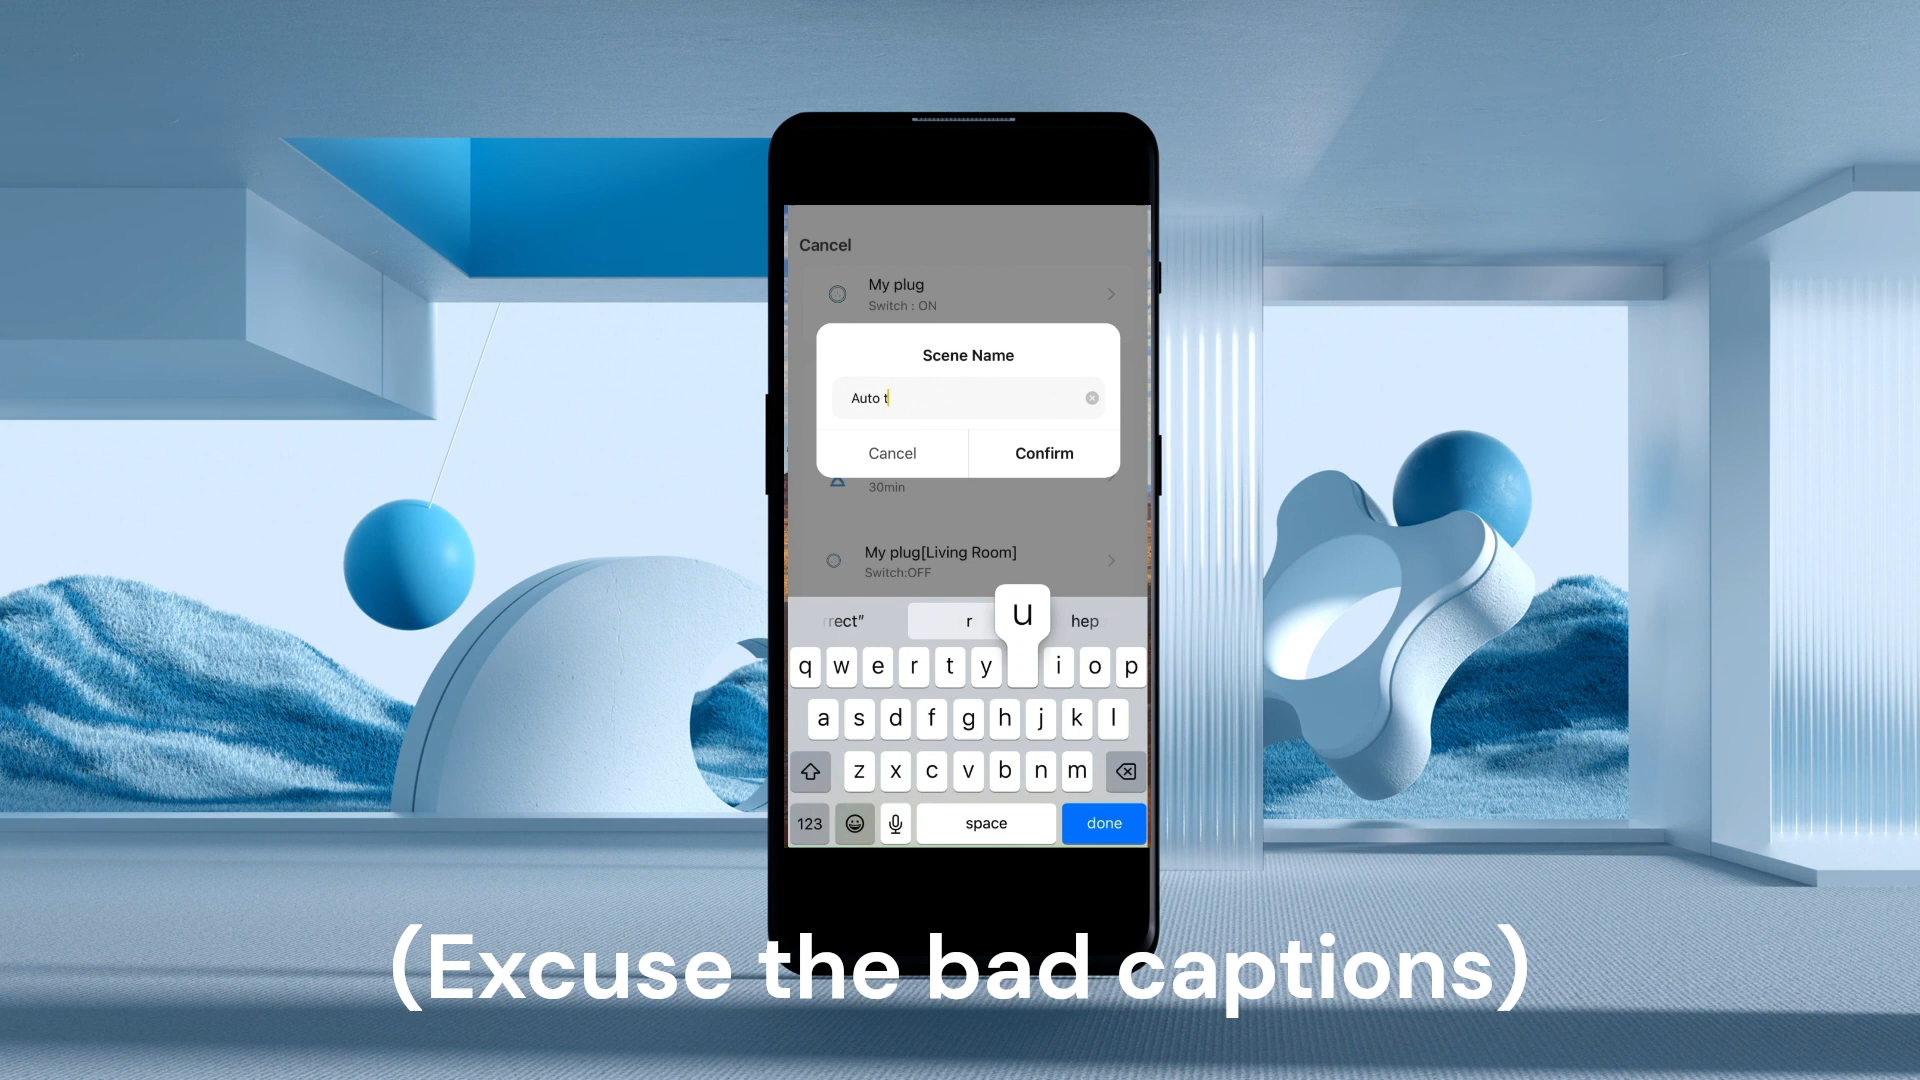 Cancel
My plug
Switch : ON
Scene Name
Auto t
Cancel
Confirm
30min
My plug[Living Room]
Switch:OFF
rrect”
r
hep
u
q w e r t y i o p
a s d f g h j k l
z x c v b n m
123
space
done
(Excuse the bad captions)